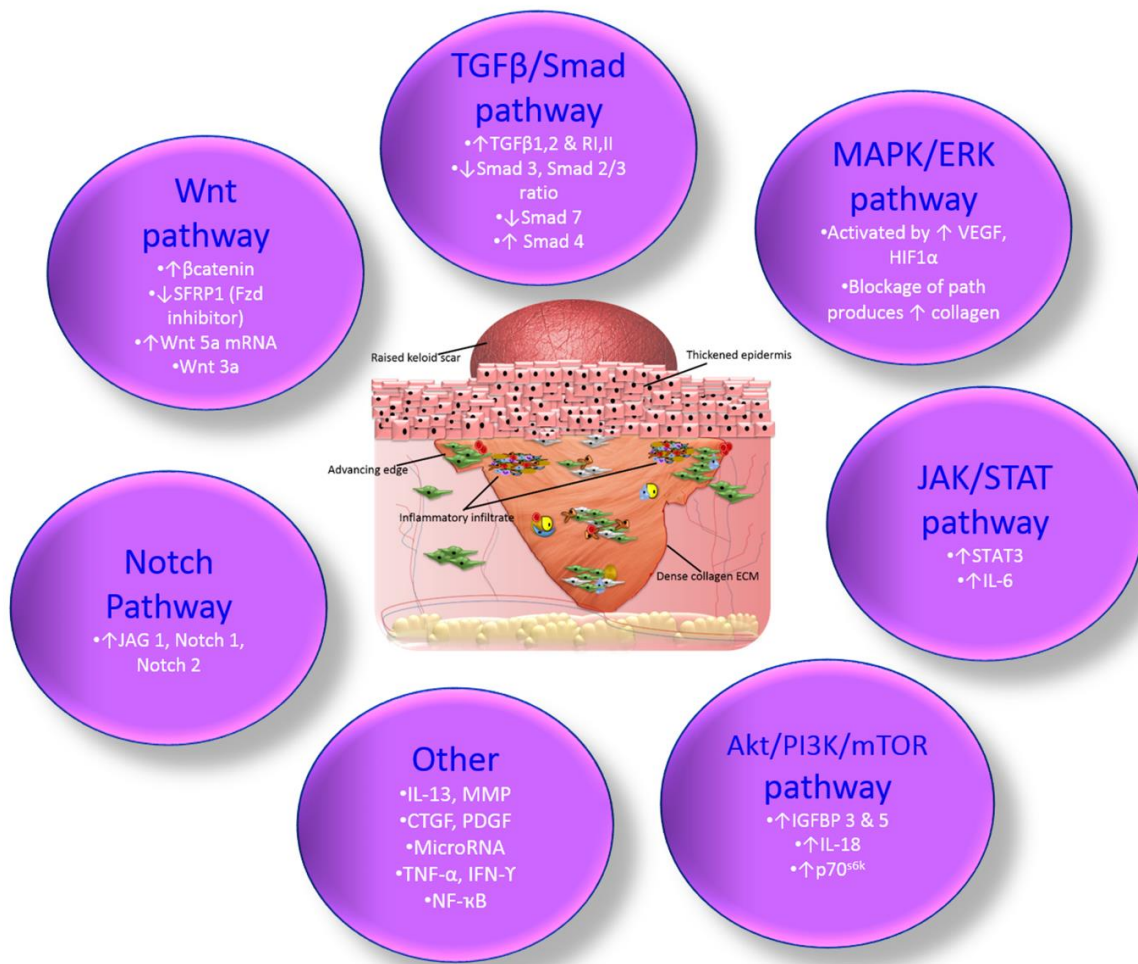 TGFβ/Smad
pathway
•↑TGFβ1,2 & RI,II
•↓Smad 3, Smad 2/3
ratio
•↓Smad 7
•↑ Smad 4
MAPK/ERK
pathway
•Activated by ↑ VEGF,
HIF1α
•Blockage of path
produces ↑ collagen
Wnt
pathway
•↑βcatenin
•↓SFRP1 (Fzd
inhibitor)
•↑Wnt 5a mRNA
•Wnt 3a
Raised keloid scar
Thickened epidermis
Advancing edge
Inflammatory infiltrate
Dense collagen ECM
JAK/STAT
pathway
•↑STAT3
•↑IL-6
Notch
Pathway
•↑JAG 1, Notch 1,
Notch 2
Other
•IL-13, MMP
•CTGF, PDGF
•MicroRNA
•TNF-α, IFN-ϒ
•NF-κB
Akt/PI3K/mTOR
pathway
•↑IGFBP 3 & 5
•↑IL-18
•↑p70s6k